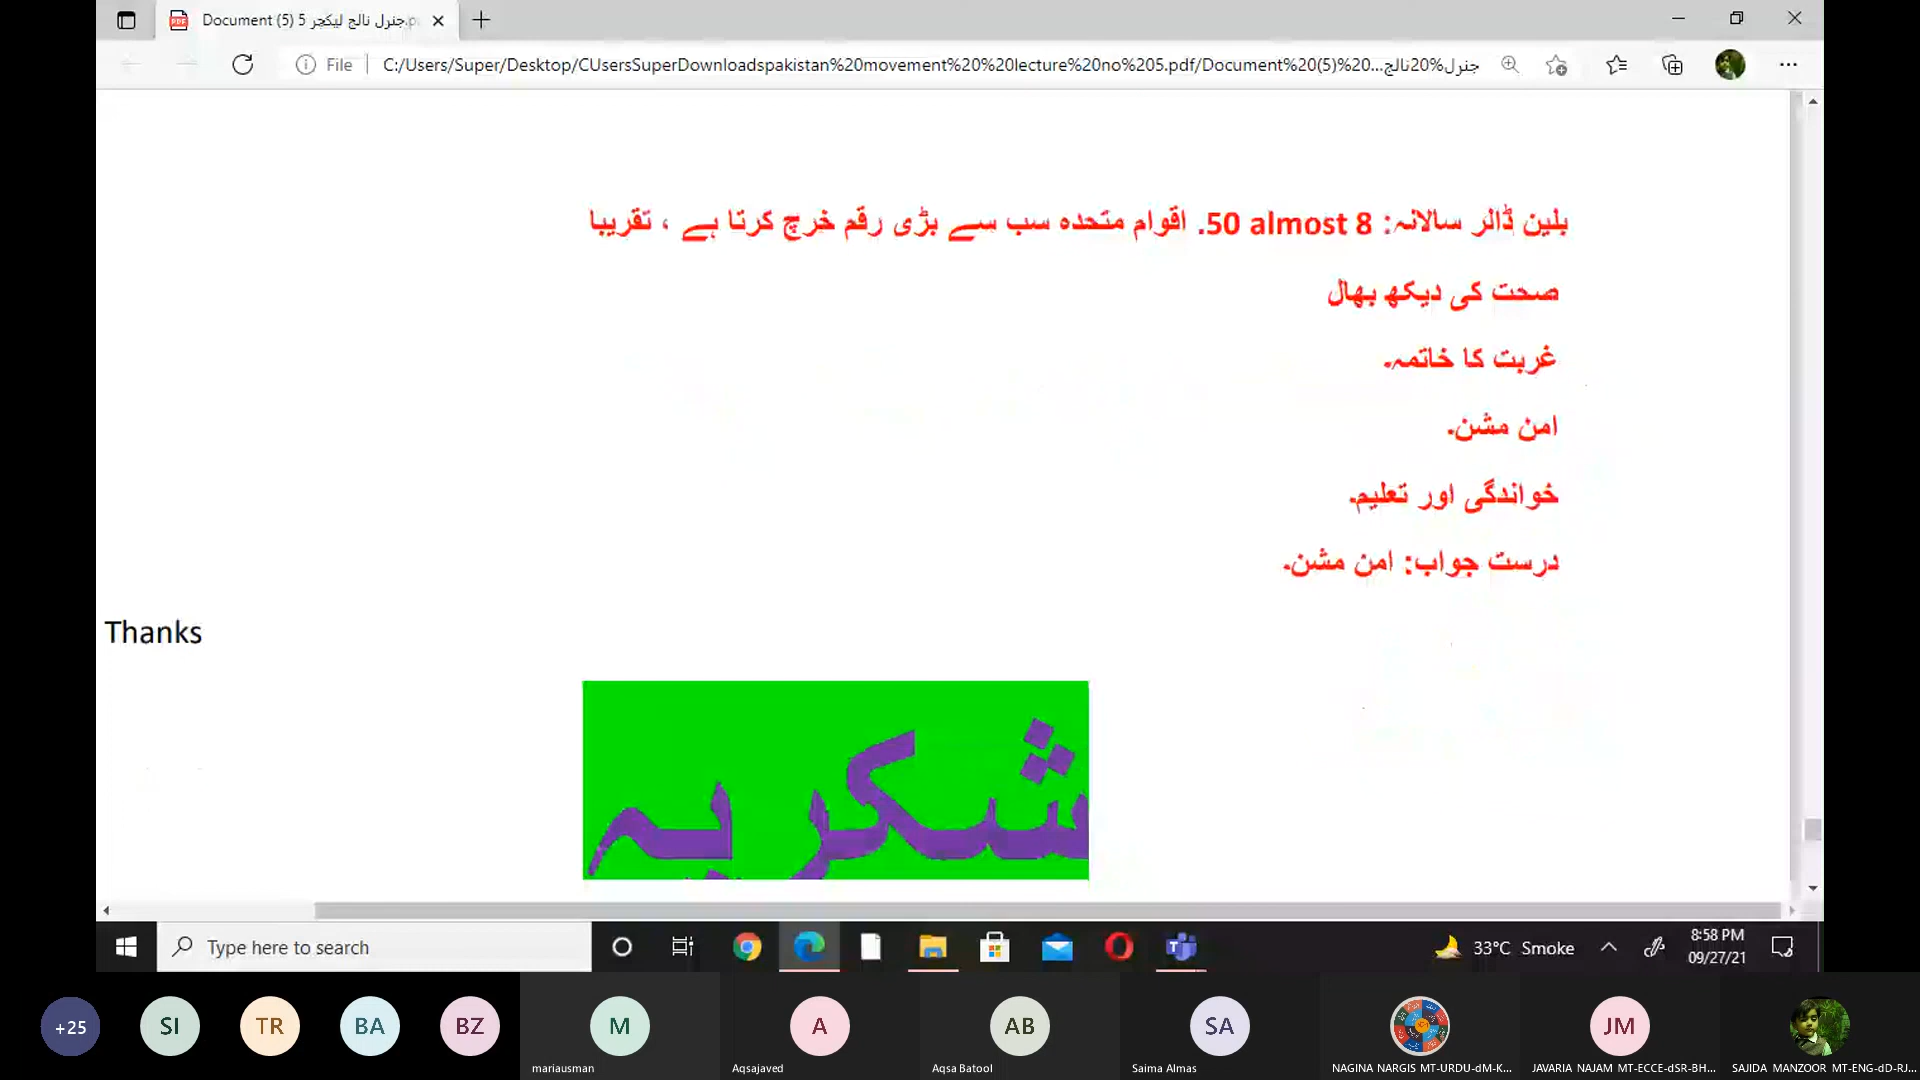 Document (5) جنرل نالج لیکچر 5.p
File
C:/Users/Super/Desktop/CUsersSuperDownloadspakistan%20movement%20%20lecture%20no%205.pdf/Document%20(5)%20...جنرل%20نالج
بلین ڈالر سالانہ: 50 almost 8. اقوام متحدہ سب سے بڑی رقم خرچ کرتا ہے ، تقریبا
صحت کی دیکھ بھال
غربت کا خاتمہ۔
امن مشن۔
خواندگی اور تعلیم۔
درست جواب: امن مشن۔
Thanks
شکریہ
Type here to search
33°C Smoke
8:58 PM
09/27/21
+25
SI
TR
BA
BZ
M
A
AB
SA
JM
mariausman
Aqsajaved
Aqsa Batool
Saima Almas
NAGINA NARGIS MT-URDU-dM-K...
JAVARIA NAJAM MT-ECCE-dSR-BH...
SAJIDA MANZOOR MT-ENG-dD-RJ...